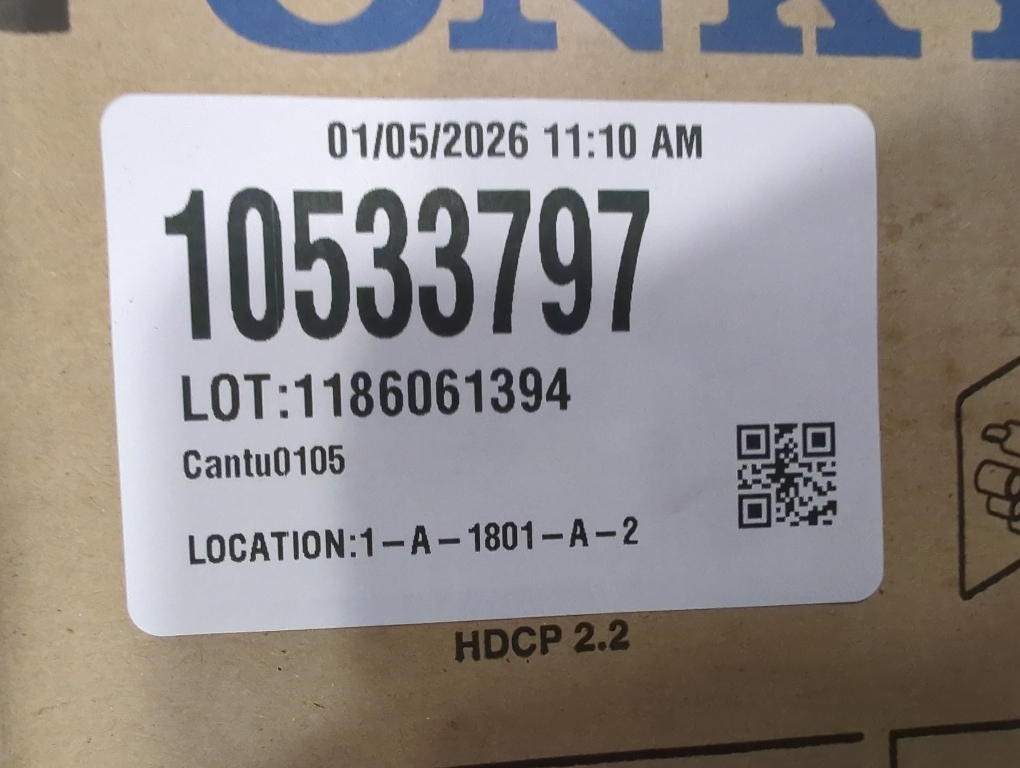 01/05/2026 11:10 AM
10533797
LOT:1186061394
Cantu0105
LOCATION:1-A-1801-A-2
HDCP 2.2